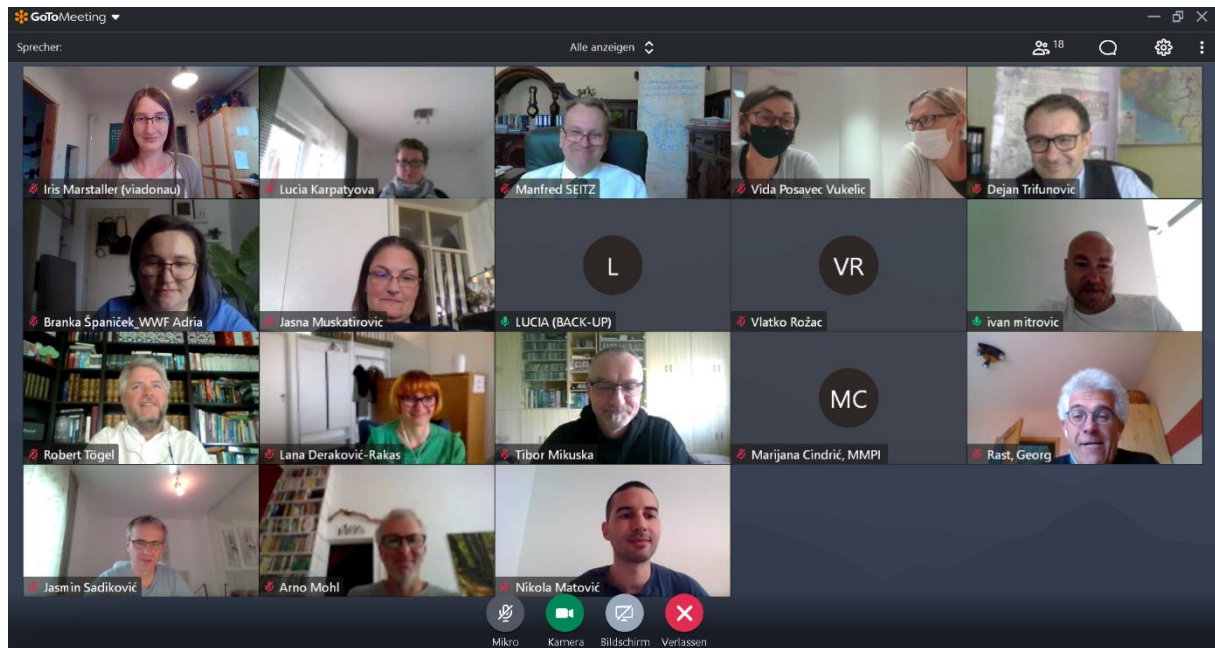 GoToMeeting
Sprecher:
Alle anzeigen
18
Iris Marstaller (viadonau)
Lucia Karpatyova
Manfred SEITZ
Vida Posavec Vukelic
Dejan Trifunovic
Branka Španiček_WWF Adria
Jasna Muskatirovic
L
LUCIA (BACK-UP)
VR
Vlatko Rožac
ivan mitrovic
Robert Tögel
Lana Deraković-Rakas
Tibor Mikuska
MC
Marijana Cindrić, MMPI
Rast, Georg
Jasmin Sadiković
Arno Mohl
Nikola Matović
Mikro
Kamera
Bildschirm
Verlassen